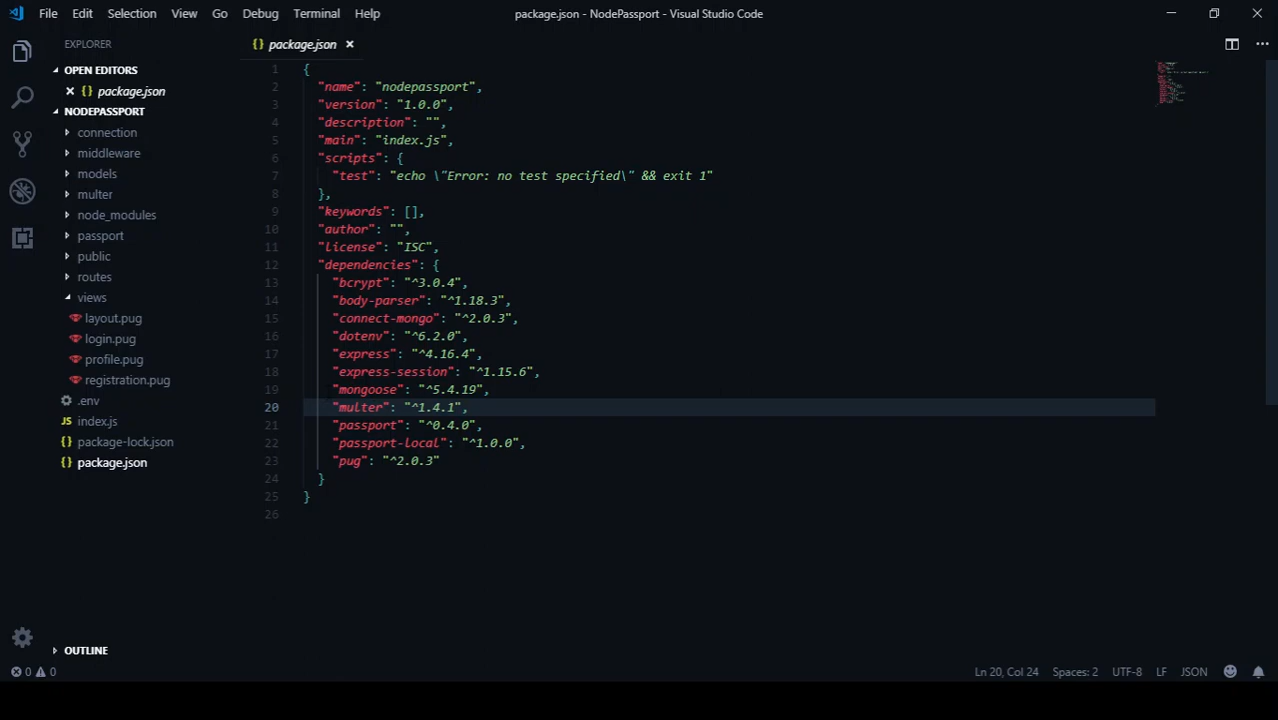 File Edit Selection View Go Debug Terminal Help package.json - NodePassport - Visual Studio Code
EXPLORER
OPEN EDITORS
{} package.json
NODEPASSPORT
connection
middleware
models
multer
node_modules
passport
public
routes
views
layout.pug
login.pug
profile.pug
registration.pug
.env
JS index.js
{} package-lock.json
{} package.json
OUTLINE
{} package.json
1 {
2 "name": "nodepassport",
3 "version": "1.0.0",
4 "description": "",
5 "main": "index.js",
6 "scripts": {
7 "test": "echo \"Error: no test specified\" && exit 1"
8 },
9 "keywords": [],
10 "author": "",
11 "license": "ISC",
12 "dependencies": {
13 "bcrypt": "^3.0.4",
14 "body-parser": "^1.18.3",
15 "connect-mongo": "^2.0.3",
16 "dotenv": "^6.2.0",
17 "express": "^4.16.4",
18 "express-session": "^1.15.6",
19 "mongoose": "^5.4.19",
20 "multer": "^1.4.1",
21 "passport": "^0.4.0",
22 "passport-local": "^1.0.0",
23 "pug": "^2.0.3"
24 }
25 }
26
0 0 Ln 20, Col 24 Spaces: 2 UTF-8 LF JSON